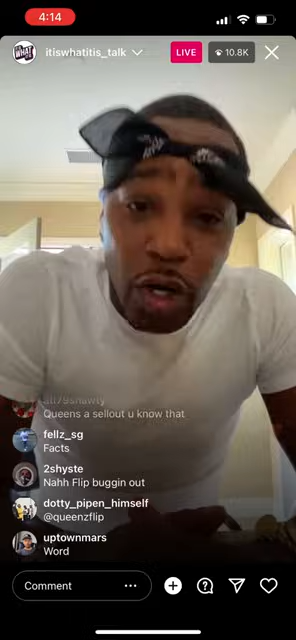 4:14
WHAT
itiswhatitis_talk
LIVE
10.8K
Queens a sellout u know that
fellz_sg
Facts
2shyste
Nahh Flip buggin out
dotty_pipen_himself
@queenzflip
uptownmars
Word
Comment